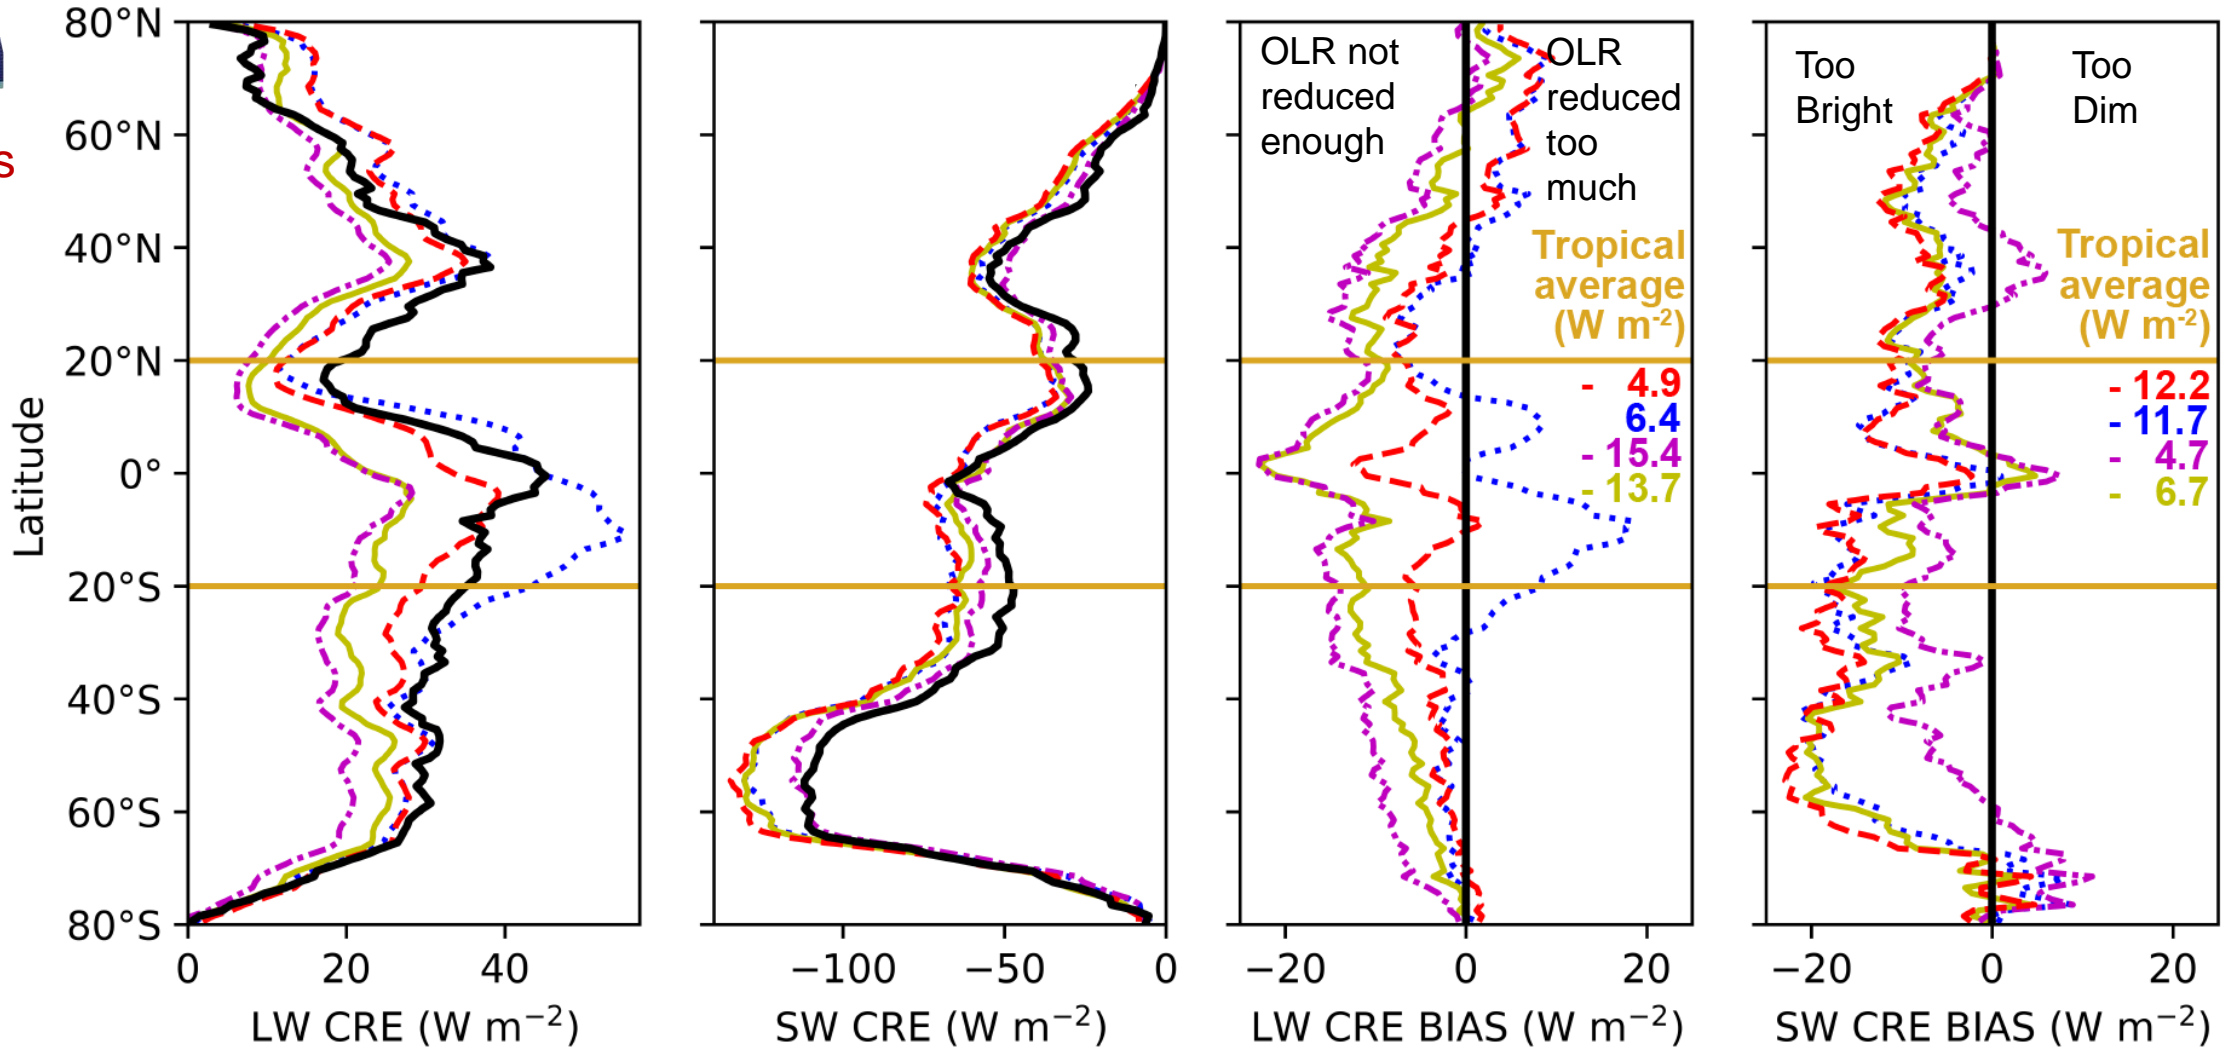 80°N
60°N
40°N
20°N
0°
20°S
40°S
60°S
80°S
Latitude
s
0 20 40
LW CRE (W m−2)
−100 −50 0
SW CRE (W m−2)
OLR not
reduced
enough
OLR
reduced
too
much
Tropical
average
(W m-2)
- 4.9
6.4
- 15.4
- 13.7
−20 0 20
LW CRE BIAS (W m−2)
Too
Bright
Too
Dim
Tropical
average
(W m-2)
- 12.2
- 11.7
- 4.7
- 6.7
−20 0 20
SW CRE BIAS (W m−2)